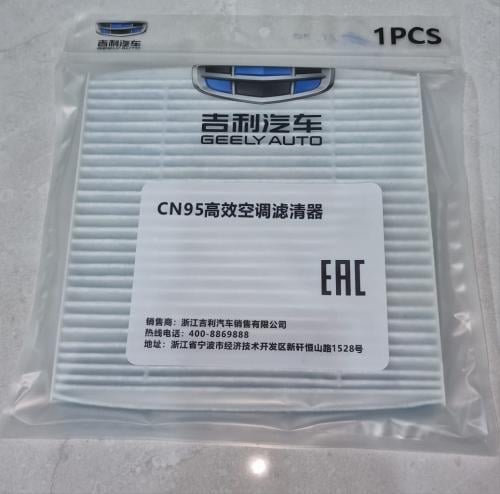 吉利汽车
GEELY AUTO
1PCS
吉利汽车
GEELY AUTO
CN95高效空调滤清器
EAC
销售商：浙江吉利汽车销售有限公司
热线电话：400-8869888
地址：浙江省宁波市经济技术开发区新矸恒山路1528号